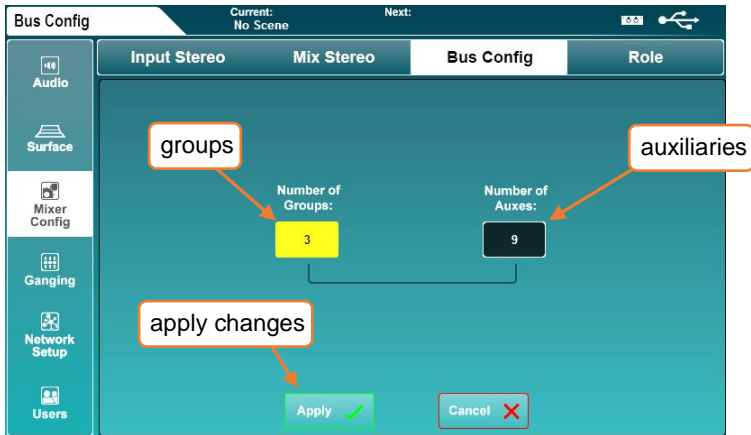 Bus Config
Current:
No Scene
Next:
Input Stereo
Mix Stereo
Bus Config
Role
Audio
Surface
Mixer
Config
Ganging
Network
Setup
Users
groups
auxiliaries
Number of
Groups:
Number of
Auxes:
3
9
apply changes
Apply
Cancel